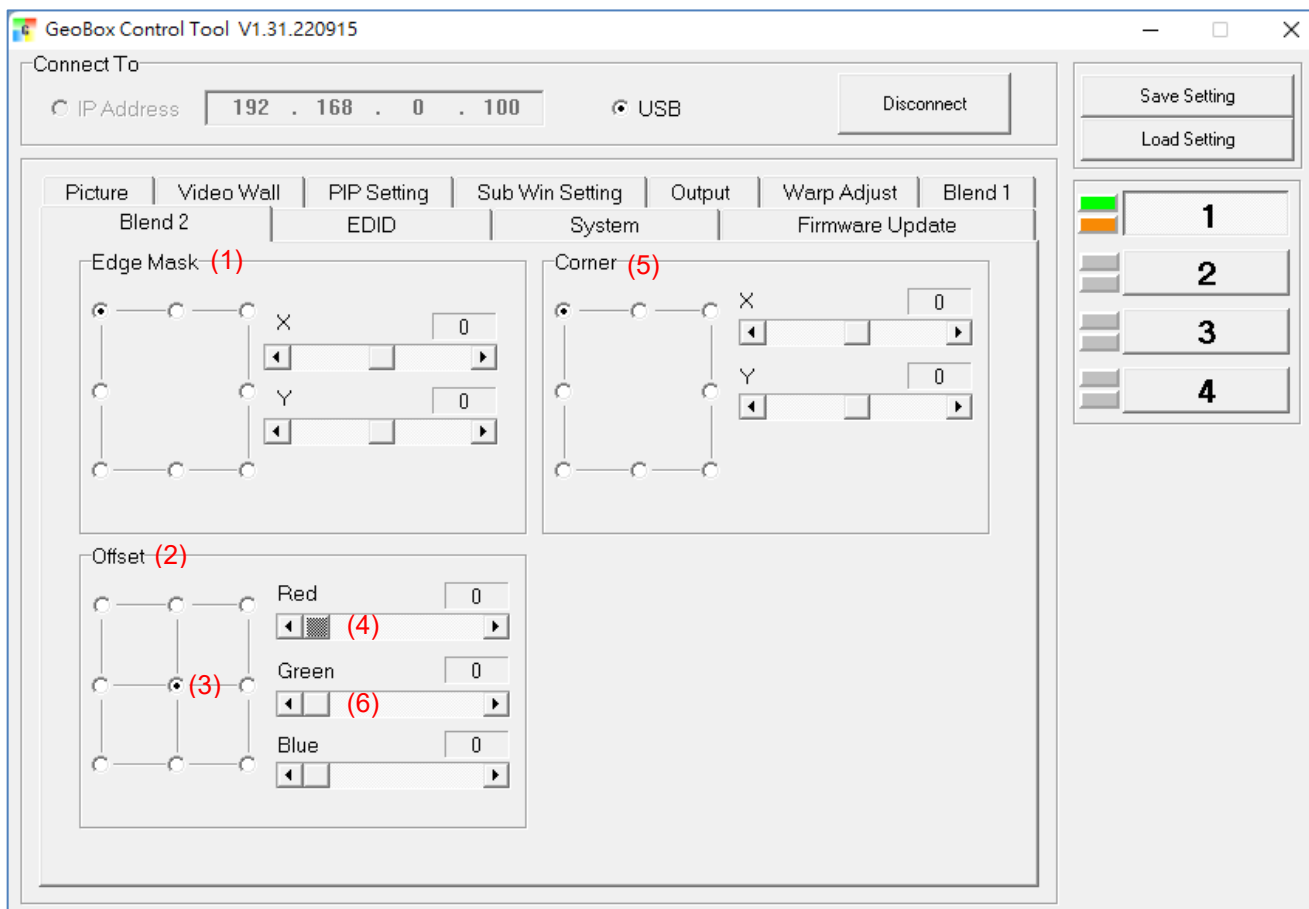 GeoBox Control Tool V1.31.220915
Connect To
IP Address 192 . 168 . 0 . 100 USB Disconnect
Save Setting
Load Setting
Picture Video Wall PIP Setting Sub Win Setting Output Warp Adjust Blend 1
Blend 2 EDID System Firmware Update
1
2
3
4
Edge Mask (1)
X 0
Y 0
Corner (5)
X 0
Y 0
Offset (2)
(3)
Red 0
(4)
Green 0
(6)
Blue 0